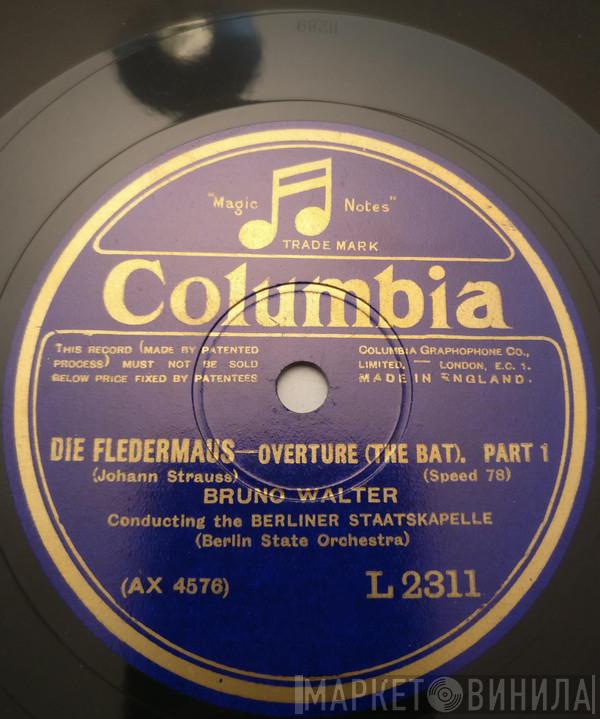 "Magic Notes"
TRADE MARK
Columbia
THIS RECORD (MADE BY PATENTED
PROCESS) MUST NOT BE SOLD
BELOW PRICE FIXED BY PATENTEES
COLUMBIA GRAPHOPHONE CO.,
LIMITED. — LONDON, E.C. 1.
MADE IN ENGLAND.
DIE FLEDERMAUS—OVERTURE (THE BAT). PART 1
(Johann Strauss) (Speed 78)
BRUNO WALTER
Conducting the BERLINER STAATSKAPELLE
(Berlin State Orchestra)
(AX 4576) L 2311
МАРКЕТ ВИНИЛА